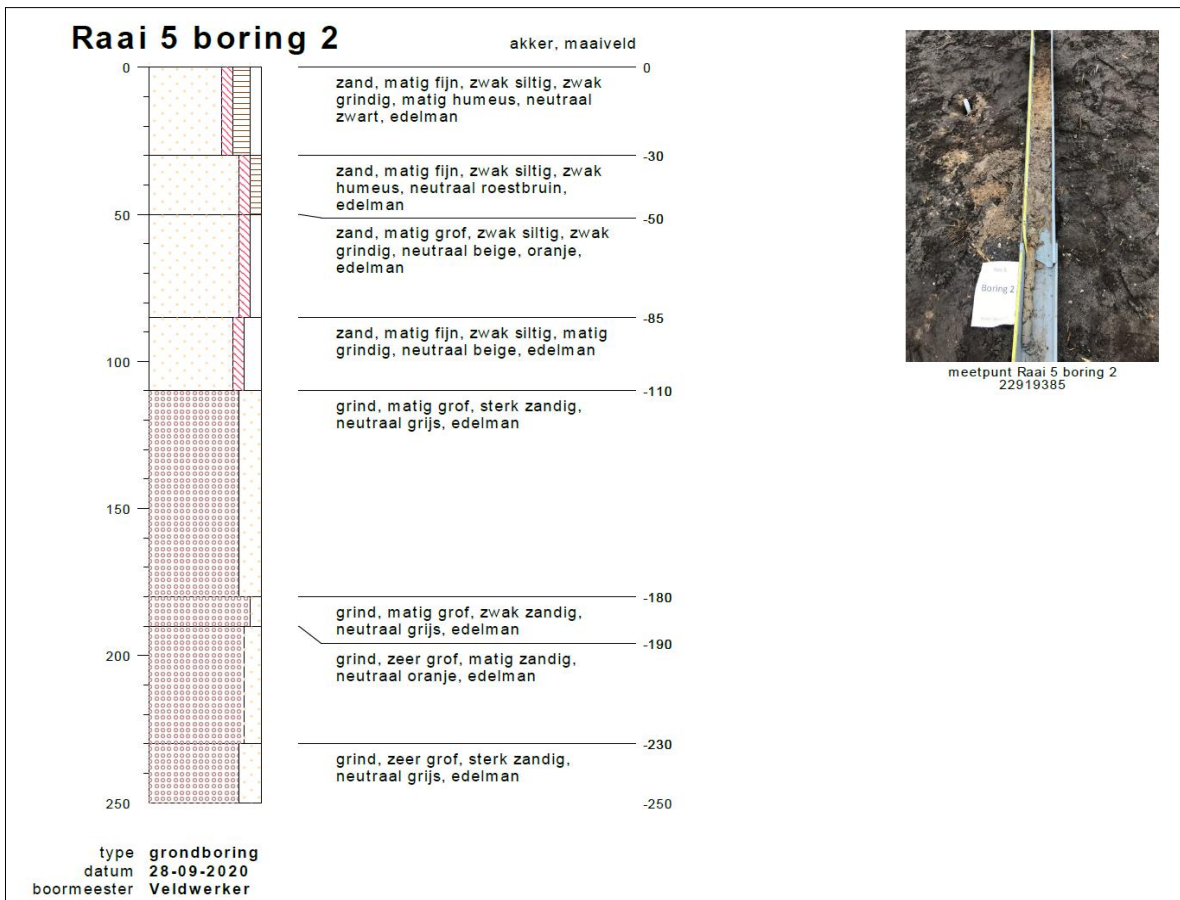 Raai 5 boring 2
akker, maaiveld
0
0
zand, matig fijn, zwak siltig, zwak
grindig, matig humeus, neutraal
zwart, edelman
-30
zand, matig fijn, zwak siltig, zwak
humeus, neutraal roestbruin,
edelman
50
-50
zand, matig grof, zwak siltig, zwak
grindig, neutraal beige, oranje,
edelman
-85
zand, matig fijn, zwak siltig, matig
grindig, neutraal beige, edelman
100
-110
grind, matig grof, sterk zandig,
neutraal grijs, edelman
150
-180
grind, matig grof, zwak zandig,
neutraal grijs, edelman
-190
200
grind, zeer grof, matig zandig,
neutraal oranje, edelman
-230
grind, zeer grof, sterk zandig,
neutraal grijs, edelman
250
-250
type grondboring
datum 28-09-2020
boormeester Veldwerker
Boring 2
meetpunt Raai 5 boring 2
22919385